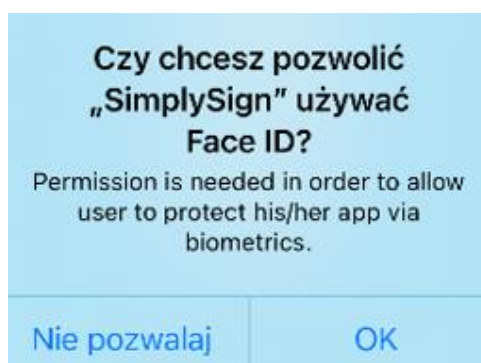 Czy chcesz pozwolić
„SimplySign” używać
Face ID?
Permission is needed in order to allow
user to protect his/her app via
biometrics.
Nie pozwalaj
OK